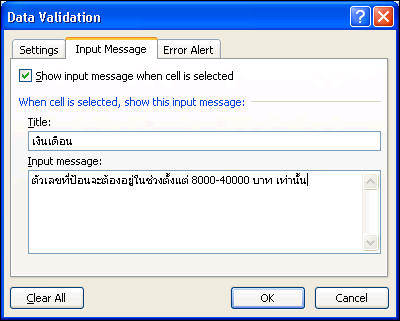 Data Validation
Settings Input Message Error Alert
Show input message when cell is selected
When cell is selected, show this input message:
Title:
เงินเดือน
Input message:
ตัวเลขที่ป้อนจะต้องอยู่ในช่วงตั้งแต่ 8000-40000 บาท เท่านั้น
Clear All OK Cancel